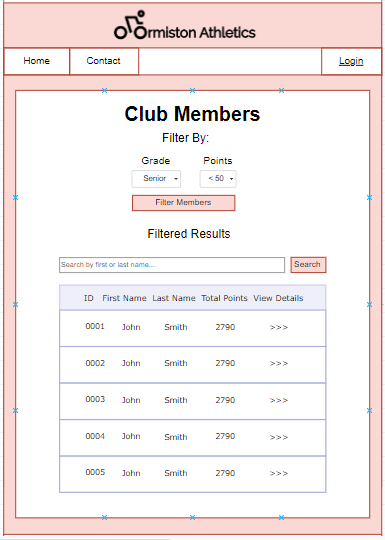 Ormiston Athletics
Home Contact Login
Club Members
Filter By:
Grade Points
Senior < 50
Filter Members
Filtered Results
Search by first or last name... Search
ID First Name Last Name Total Points View Details
0001 John Smith 2790 >>>
0002 John Smith 2790 >>>
0003 John Smith 2790 >>>
0004 John Smith 2790 >>>
0005 John Smith 2790 >>>